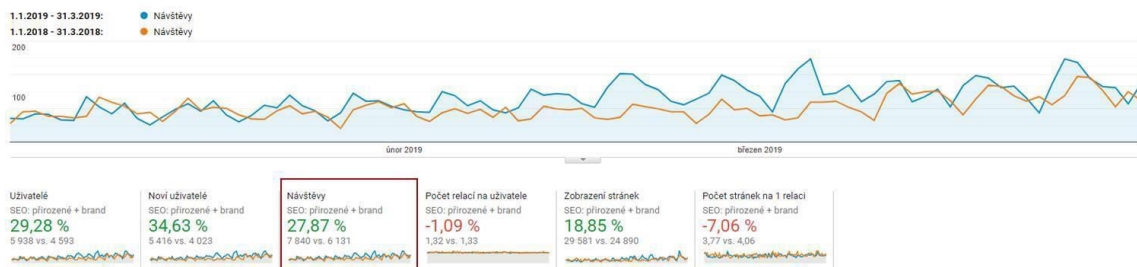 1.1.2019 - 31.3.2019: Návštěvy
1.1.2018 - 31.3.2018: Návštěvy
200
100
únor 2019 březen 2019
Uživatelé Noví uživatelé Návštěvy Počet relací na uživatele Zobrazení stránek Počet stránek na 1 relaci
SEO: přirozené + brand SEO: přirozené + brand SEO: přirozené + brand SEO: přirozené + brand SEO: přirozené + brand SEO: přirozené + brand
29,28 % 34,63 % 27,87 % -1,09 % 18,85 % -7,06 %
5 938 vs. 4 593 5 416 vs. 4 023 7 840 vs. 6 131 1,32 vs. 1,33 29 581 vs. 24 890 3,77 vs. 4,06